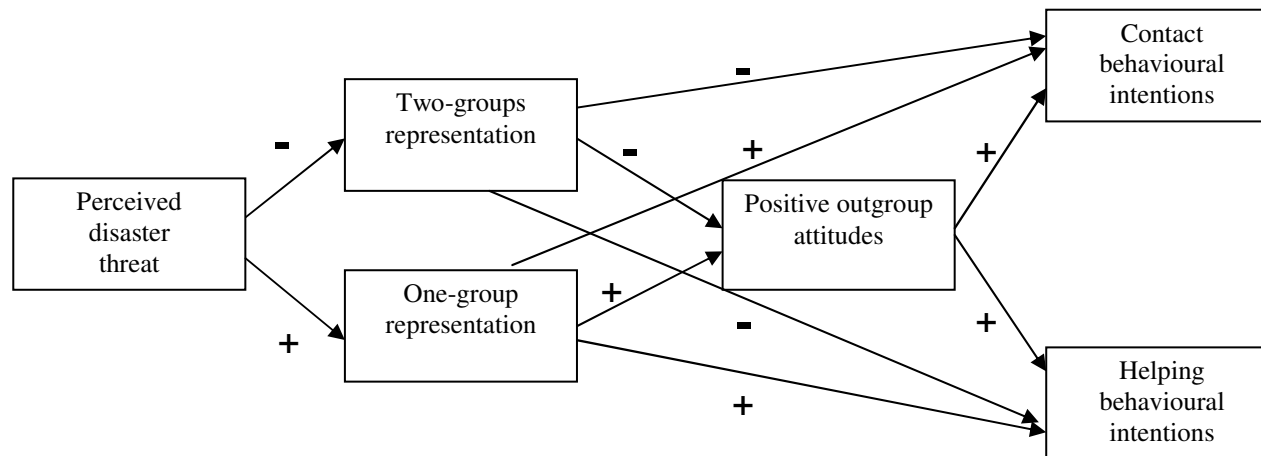 Contact
behavioural
intentions
-
Two-groups
representation
-
-
+
+
Perceived
disaster
threat
Positive outgroup
attitudes
One-group
representation
+
+
-
+
+
Helping
behavioural
intentions